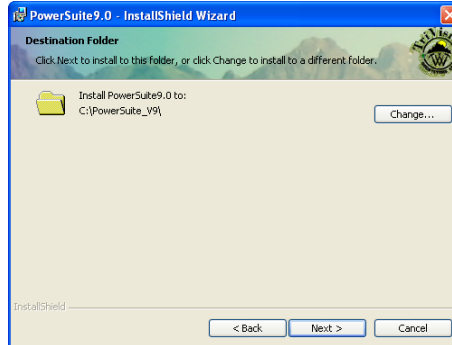 PowerSuite9.0 - InstallShield Wizard
Destination Folder
Click Next to install to this folder, or click Change to install to a different folder.
TriVis
Install PowerSuite9.0 to:
C:\PowerSuite_V9\
Change...
InstallShield
< Back
Next >
Cancel